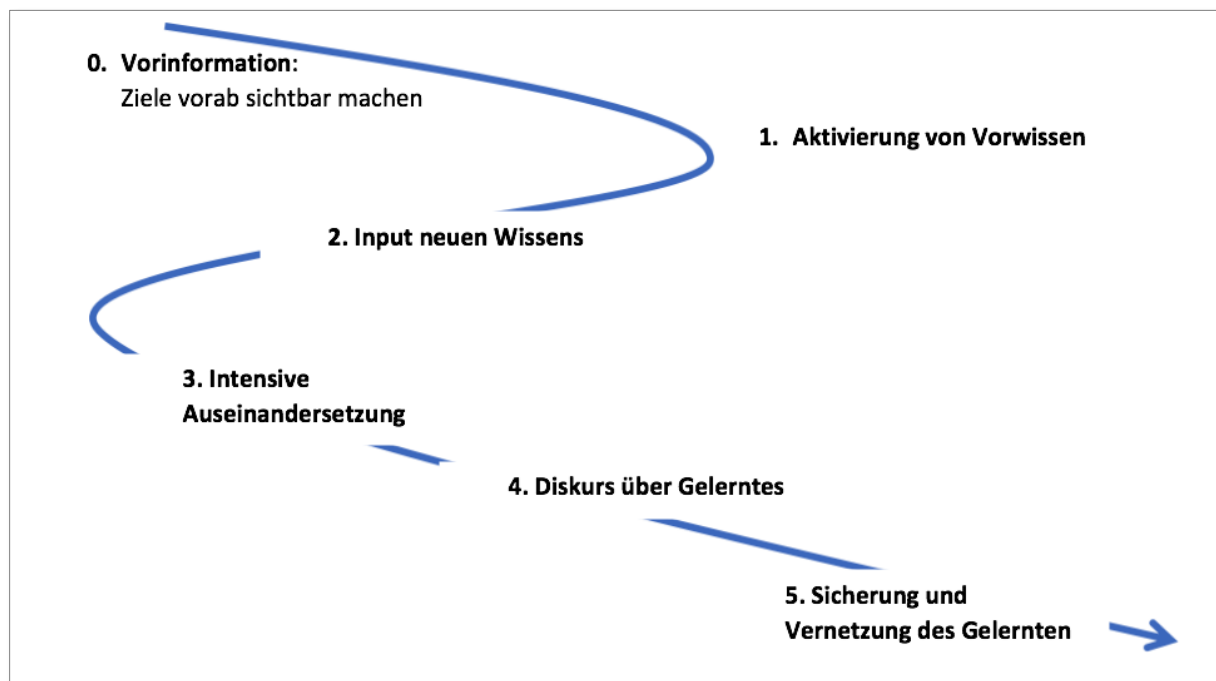 0. Vorinformation:
Ziele vorab sichtbar machen
1. Aktivierung von Vorwissen
2. Input neuen Wissens
3. Intensive
Auseinandersetzung
4. Diskurs über Gelerntes
5. Sicherung und
Vernetzung des Gelernten